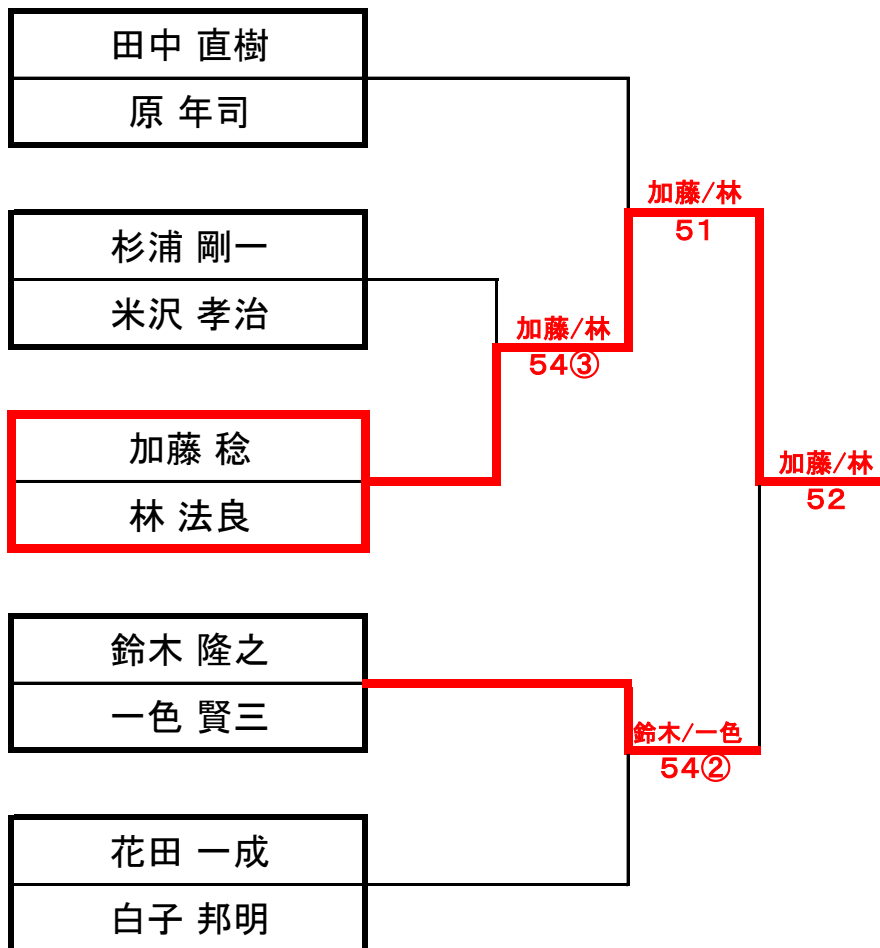 田中 直樹
原 年司
加藤/林
51
杉浦 剛一
米沢 孝治
加藤/林
54③
加藤 稔
林 法良
加藤/林
52
鈴木 隆之
一色 賢三
鈴木/一色
54②
花田 一成
白子 邦明